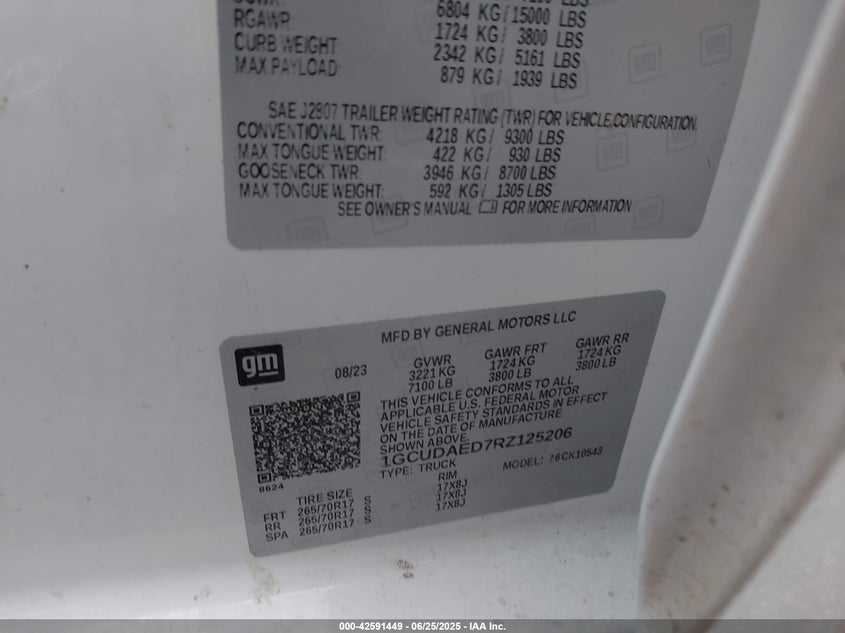 6804 KG/15000 LBS
RGAWR: 1724 KG/ 3800 LBS
CURB WEIGHT: 2342 KG/ 5161 LBS
MAX PAYLOAD: 879 KG/ 1939 LBS
SAE J2807 TRAILER WEIGHT RATING (TWR) FOR VEHICLE CONFIGURATION.
CONVENTIONAL TWR: 4218 KG/ 9300 LBS
MAX TONGUE WEIGHT: 422 KG/ 930 LBS
GOOSENECK TWR: 3946 KG/ 8700 LBS
MAX TONGUE WEIGHT: 592 KG/ 1305 LBS
SEE OWNER'S MANUAL FOR MORE INFORMATION
MFD BY GENERAL MOTORS LLC
gm
08/23 GVWR GAWR FRT GAWR RR
3221 KG 1724 KG 1724 KG
7100 LB 3800 LB 3800 LB
THIS VEHICLE CONFORMS TO ALL
APPLICABLE U.S. FEDERAL MOTOR
VEHICLE SAFETY STANDARDS IN EFFECT
ON THE DATE OF MANUFACTURE
SHOWN ABOVE.
1GCUDAED7RZ125206
TYPE: TRUCK MODEL: 76CK10543
8624
TIRE SIZE RIM
FRT 265/70R17 S 17X8J
RR 265/70R17 S 17X8J
SPA 265/70R17 S 17X8J
000-42591449 - 06/25/2025 - IAA Inc.